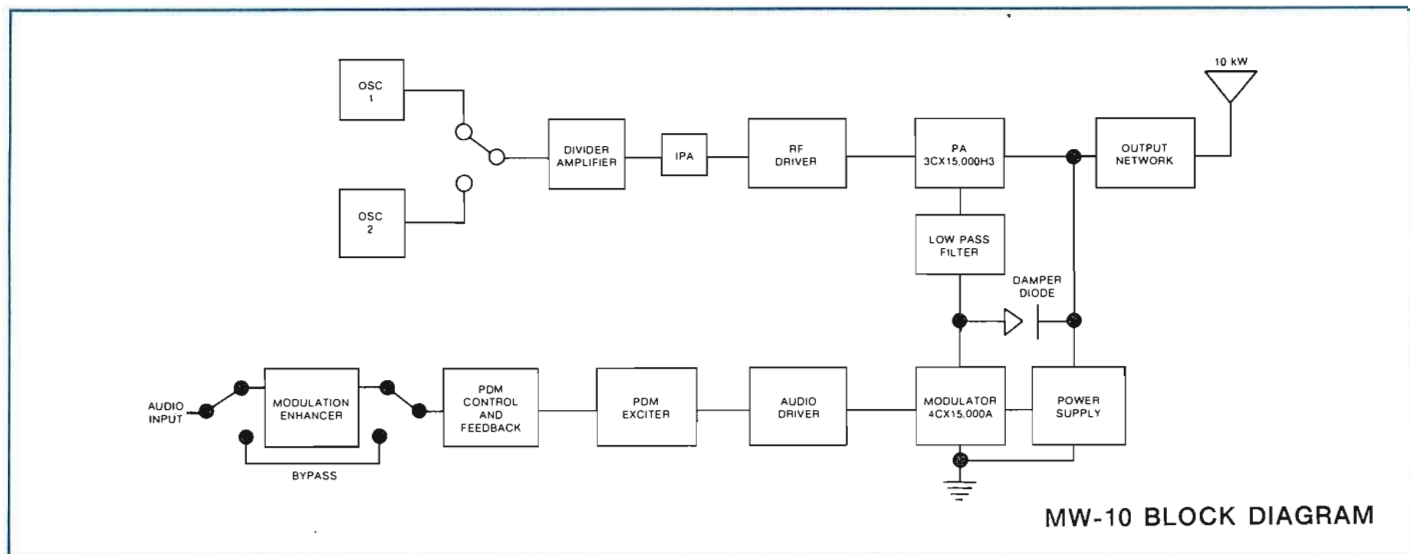 OSC
1
OSC
2
DIVIDER
AMPLIFIER
IPA
RF
DRIVER
PA
3CX15,000H3
OUTPUT
NETWORK
10 kW
LOW PASS
FILTER
DAMPER
DIODE
AUDIO
INPUT
MODULATION
ENHANCER
BYPASS
PDM
CONTROL
AND
FEEDBACK
PDM
EXCITER
AUDIO
DRIVER
MODULATOR
4CX15,000A
POWER
SUPPLY
MW-10 BLOCK DIAGRAM